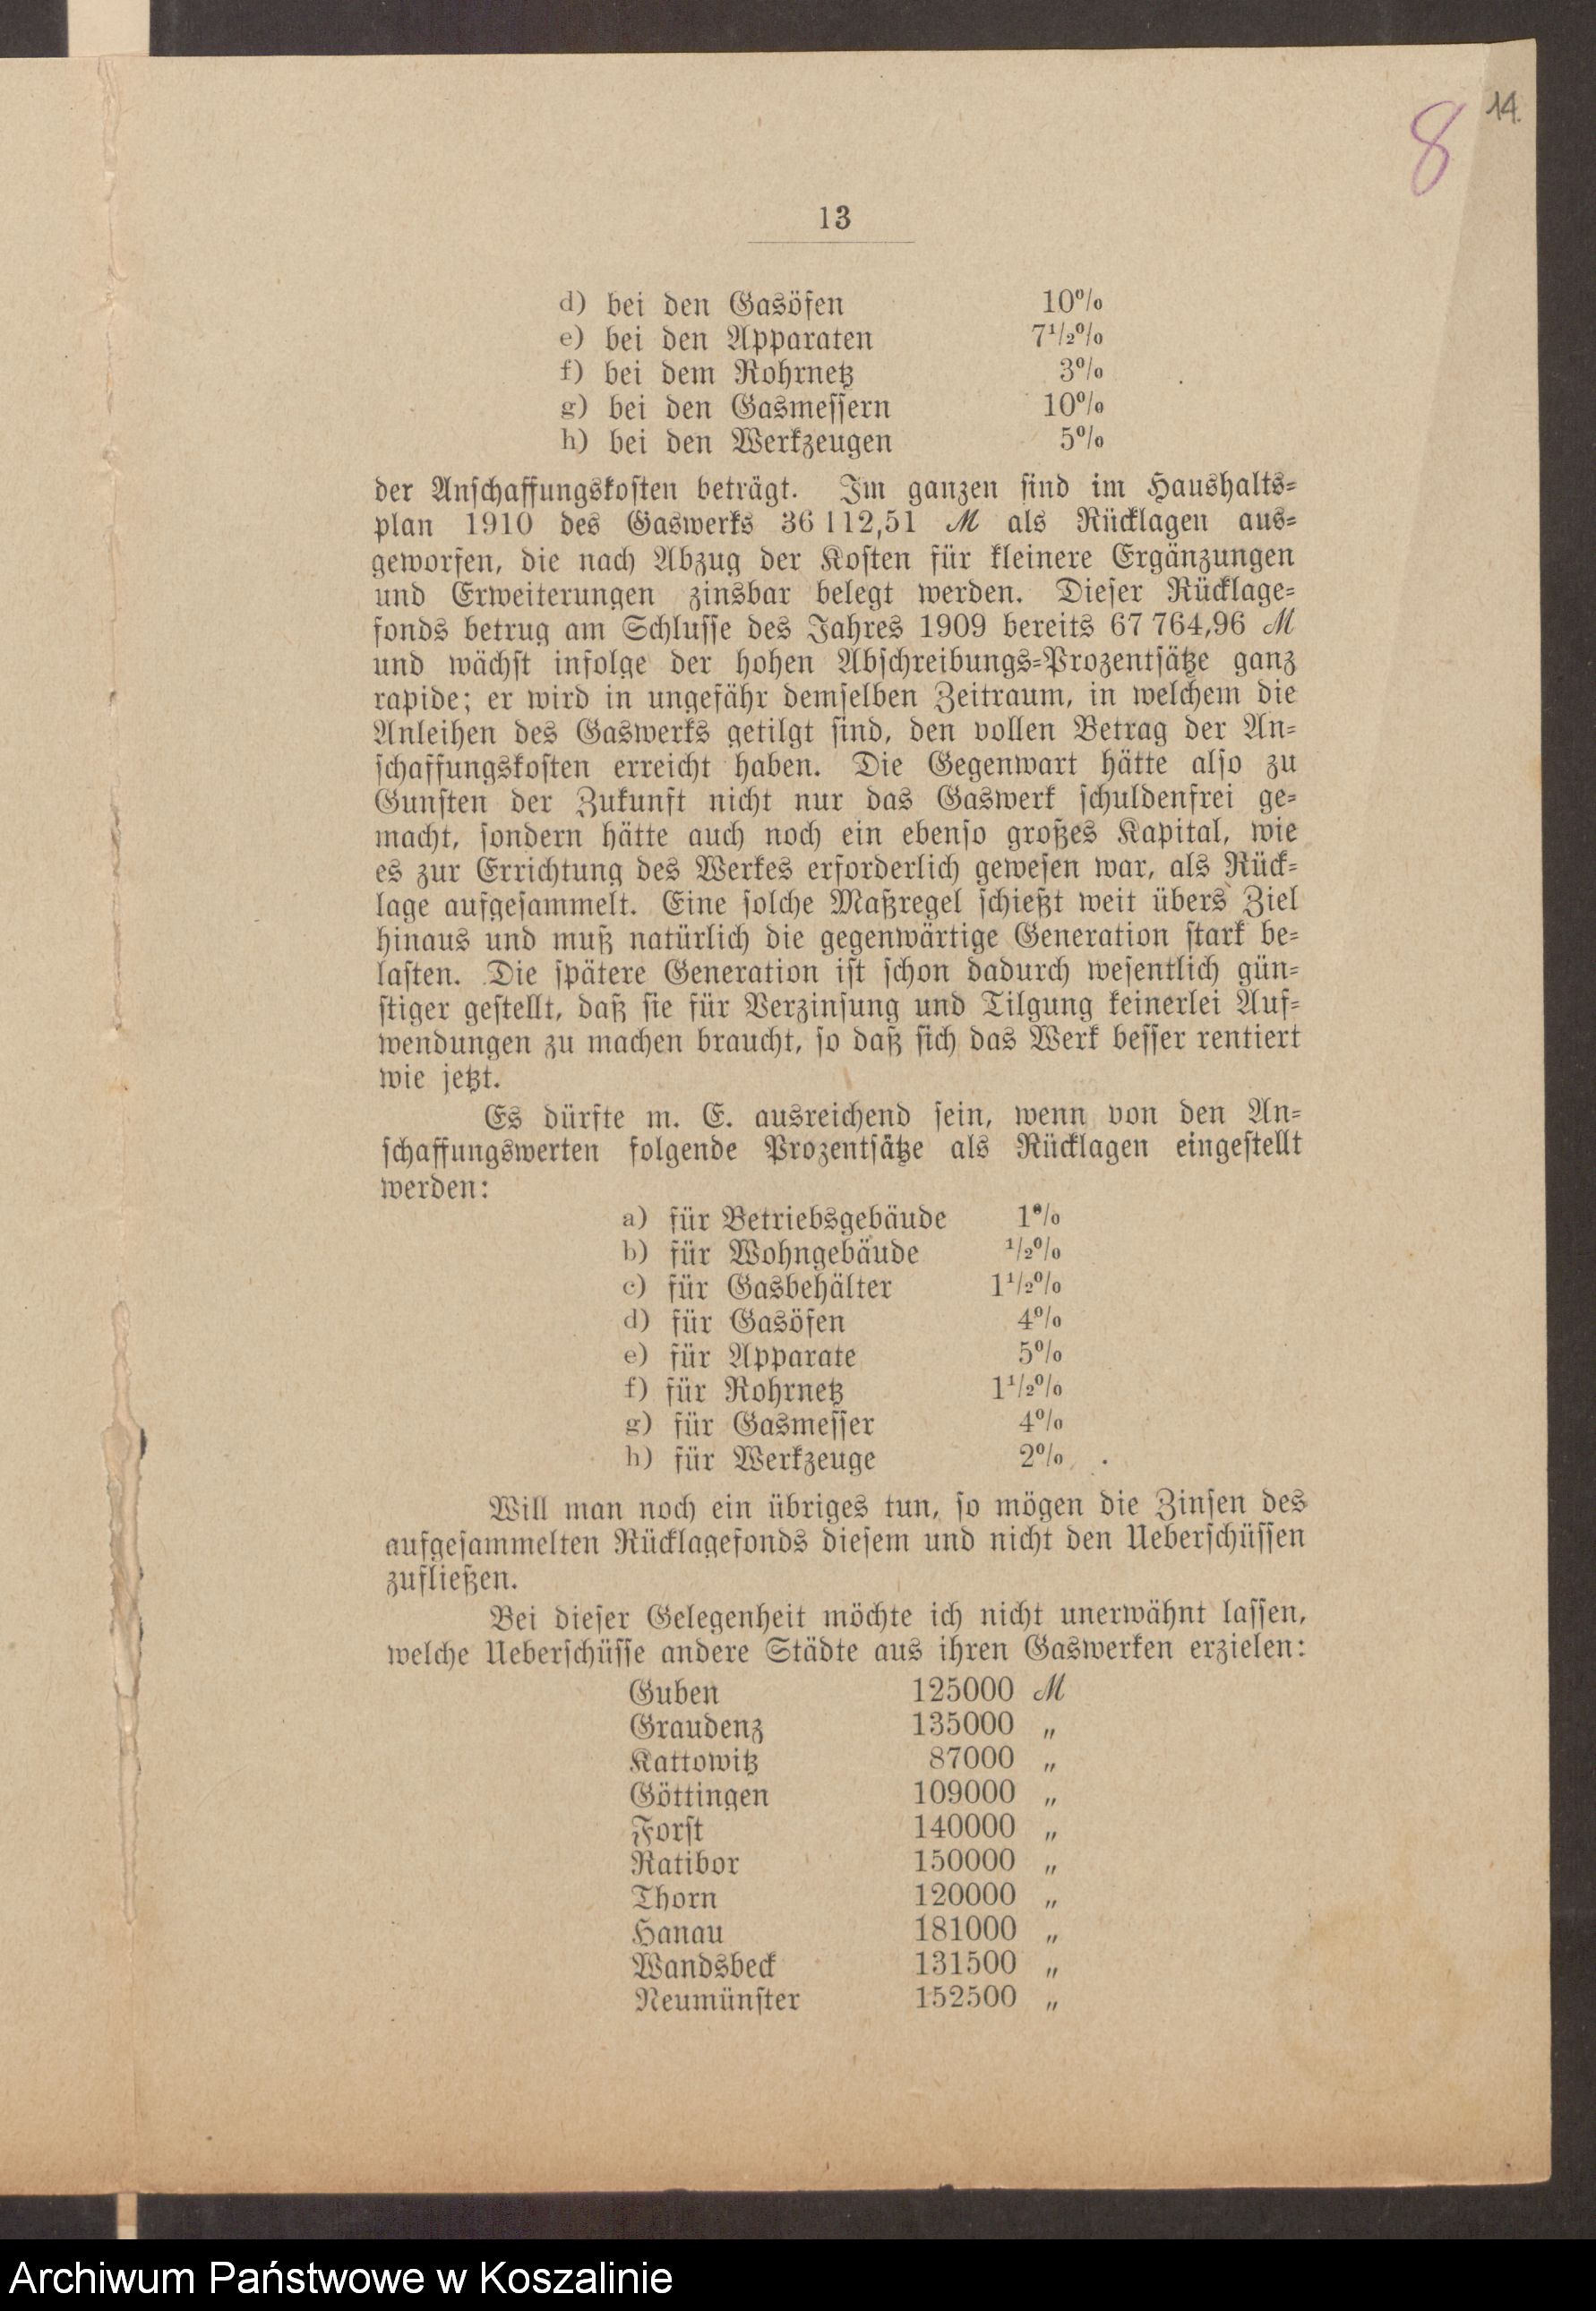 14.
8
13
d) bei den Gasöfen 10%
e) bei den Apparaten 7½%
f) bei dem Rohrnetz 3%
g) bei den Gasmessern 10%
h) bei den Werkzeugen 5%
der Anschaffungskosten beträgt. Im ganzen sind im Haushalts-
plan 1910 des Gaswerks 36 112,51 ℳ als Rücklagen aus-
geworfen, die nach Abzug der Kosten für kleinere Ergänzungen
und Erweiterungen zinsbar belegt werden. Dieser Rücklage-
fonds betrug am Schlusse des Jahres 1909 bereits 67 764,96 ℳ
und wächst infolge der hohen Abschreibungs-Prozentsätze ganz
rapide; er wird in ungefähr demselben Zeitraum, in welchem die
Anleihen des Gaswerks getilgt sind, den vollen Betrag der An-
schaffungskosten erreicht haben. Die Gegenwart hätte also zu
Gunsten der Zukunft nicht nur das Gaswerk schuldenfrei ge-
macht, sondern hätte auch noch ein ebenso großes Kapital, wie
es zur Errichtung des Werkes erforderlich gewesen war, als Rück-
lage aufgesammelt. Eine solche Maßregel schießt weit übers Ziel
hinaus und muß natürlich die gegenwärtige Generation stark be-
lasten. Die spätere Generation ist schon dadurch wesentlich gün-
stiger gestellt, daß sie für Verzinsung und Tilgung keinerlei Auf-
wendungen zu machen braucht, so daß sich das Werk besser rentiert
wie jetzt.
Es dürfte m. E. ausreichend sein, wenn von den An-
schaffungswerten folgende Prozentsätze als Rücklagen eingestellt
werden:
a) für Betriebsgebäude 1%
b) für Wohngebäude ½%
c) für Gasbehälter 1½%
d) für Gasöfen 4%
e) für Apparate 5%
f) für Rohrnetz 1½%
g) für Gasmesser 4%
h) für Werkzeuge 2%
Will man noch ein übriges tun, so mögen die Zinsen des
aufgesammelten Rücklagefonds diesem und nicht den Ueberschüssen
zufließen.
Bei dieser Gelegenheit möchte ich nicht unerwähnt lassen,
welche Ueberschüsse andere Städte aus ihren Gaswerken erzielen:
Guben 125000 ℳ
Graudenz 135000 „
Kattowitz 87000 „
Göttingen 109000 „
Forst 140000 „
Ratibor 150000 „
Thorn 120000 „
Hanau 181000 „
Wandsbeck 131500 „
Neumünster 152500 „
Archiwum Państwowe w Koszalinie